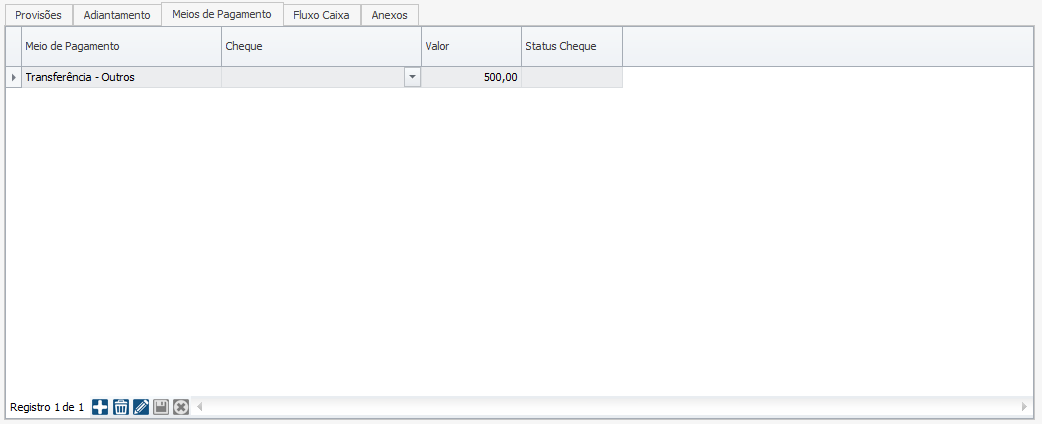 Provisões Adiantamento Meios de Pagamento Fluxo Caixa Anexos
Meio de Pagamento Cheque Valor Status Cheque
Transferência - Outros 500,00
Registro 1 de 1